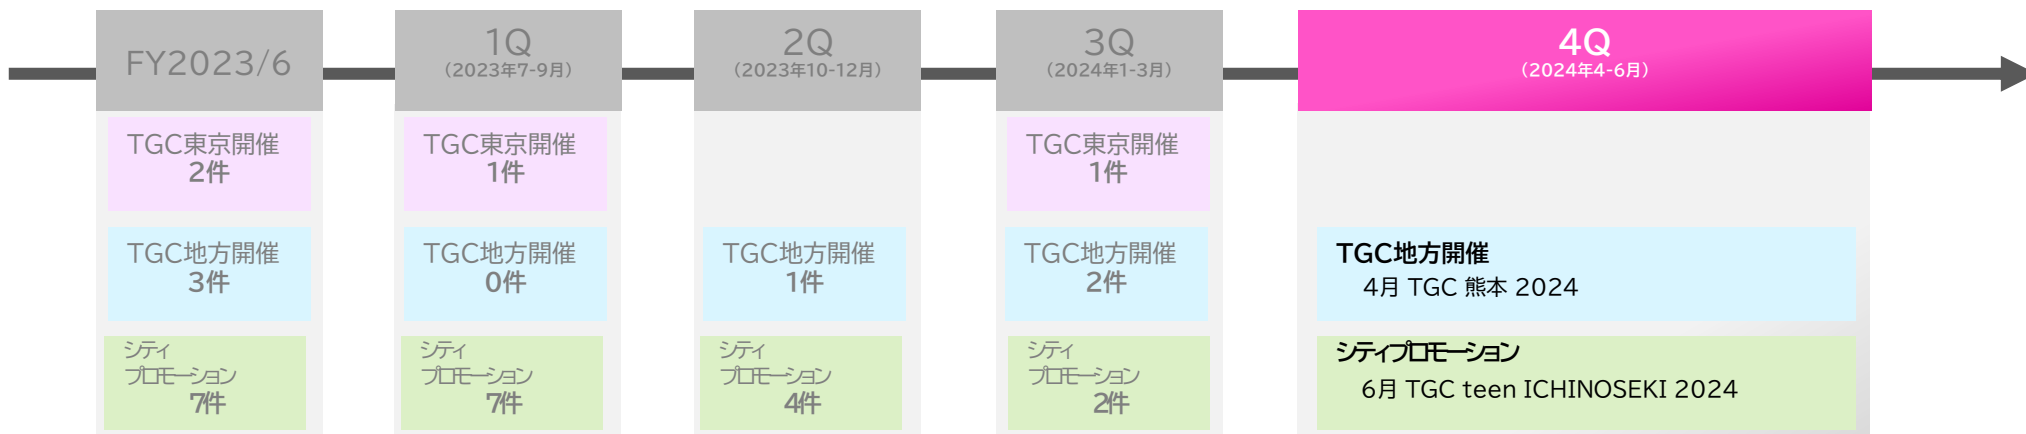 FY2023/6
1Q
（2023年7-9月）
2Q
（2023年10-12月）
3Q
（2024年1-3月）
4Q
（2024年4-6月）
TGC東京開催
2件
TGC東京開催
1件
TGC東京開催
1件
TGC地方開催
3件
TGC地方開催
0件
TGC地方開催
1件
TGC地方開催
2件
TGC地方開催
4月 TGC 熊本 2024
シティ
プロモーション
7件
シティ
プロモーション
7件
シティ
プロモーション
4件
シティ
プロモーション
2件
シティプロモーション
6月 TGC teen ICHINOSEKI 2024